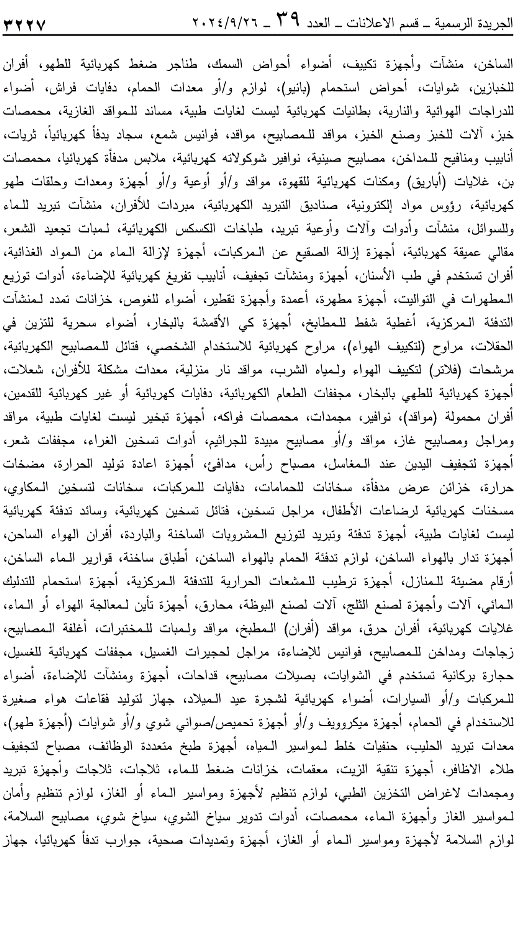 الجريدة الرسمية – قسم الاعلانات – العدد ٣٩ – ٢٠٢٤/٩/٢٦ ٣٢٢٧
الساخن، منشآت وأجهزة تكييف، أضواء أحواض السمك، طناجر ضغط كهربائية للطهو، أفران
للخبازين، شوايات، أحواض استحمام (بانيو)، لوازم و/أو معدات الحمام، دفايات فراش، أضواء
للدراجات الهوائية والنارية، بطانيات كهربائية ليست لغايات طبية، مساند للمواقد الغازية، محمصات
خبز، آلات للخبز وصنع الخبز، مواقد للمصابيح، مواقد، فوانيس شمع، سجاد يدفأ كهربائياً، ثريات،
أنابيب ومنافيح للمداخن، مصابيح صينية، نوافير شوكولاته كهربائية، ملابس مدفأة كهربائيا، محمصات
بن، غلايات (أباريق) ومكنات كهربائية للقهوة، مواقد و/أو أوعية و/أو أجهزة ومعدات وحلقات طهو
كهربائية، رؤوس مواد إلكترونية، صناديق التبريد الكهربائية، مبردات للأفران، منشآت تبريد للماء
وللسوائل، منشآت وأدوات وآلات وأوعية تبريد، طباخات الكسكس الكهربائية، لمبات تجعيد الشعر،
مقالي عميقة كهربائية، أجهزة إزالة الصقيع عن المركبات، أجهزة لإزالة الماء من المواد الغذائية،
أفران تستخدم في طب الأسنان، أجهزة ومنشآت تجفيف، أنابيب تفريغ كهربائية للإضاءة، أدوات توزيع
المطهرات في التواليت، أجهزة مطهرة، أعمدة وأجهزة تقطير، أضواء للغوص، خزانات تمدد لمنشآت
التدفئة المركزية، أغطية شفط للمطابخ، أجهزة كي الأقمشة بالبخار، أضواء سحرية للتزين في
الحفلات، مراوح (لتكييف الهواء)، مراوح كهربائية للاستخدام الشخصي، فتائل للمصابيح الكهربائية،
مرشحات (فلاتر) لتكييف الهواء ولمياه الشرب، مواقد نار منزلية، معدات مشكلة للأفران، شعلات،
أجهزة كهربائية للطهي بالبخار، مجففات الطعام الكهربائية، دفايات كهربائية أو غير كهربائية للقدمين،
أفران محمولة (مواقد)، نوافير، مجمدات، محمصات فواكه، أجهزة تبخير ليست لغايات طبية، مواقد
ومراجل ومصابيح غاز، مواقد و/أو مصابيح مبيدة للجراثيم، أدوات تسخين الغراء، مجففات شعر،
أجهزة لتجفيف اليدين عند المغاسل، مصباح رأس، مدافئ، أجهزة اعادة توليد الحرارة، مضخات
حرارة، خزائن عرض مدفأة، سخانات للحمامات، دفايات للمركبات، سخانات لتسخين المكاوي،
مسخنات كهربائية لرضاعات الأطفال، مراجل تسخين، فتائل تسخين كهربائية، وسائد تدفئة كهربائية
ليست لغايات طبية، أجهزة تدفئة وتبريد لتوزيع المشروبات الساخنة والباردة، أفران الهواء الساحن،
أجهزة تدار بالهواء الساخن، لوازم تدفئة الحمام بالهواء الساخن، أطباق ساخنة، قوارير الماء الساخن،
أرقام مضيئة للمنازل، أجهزة ترطيب للمشعات الحرارية للتدفئة المركزية، أجهزة استحمام للتدليك
المائي، آلات وأجهزة لصنع الثلج، آلات لصنع البوظة، محارق، أجهزة تأين لمعالجة الهواء أو الماء،
غلايات كهربائية، أفران حرق، مواقد (أفران) المطبخ، مواقد ولمبات للمختبرات، أغلفة المصابيح،
زجاجات ومداخن للمصابيح، فوانيس للإضاءة، مراجل لحجيرات الغسيل، مجففات كهربائية للغسيل،
حجارة بركانية تستخدم في الشوايات، بصيلات مصابيح، قداحات، أجهزة ومنشآت للإضاءة، أضواء
للمركبات و/أو السيارات، أضواء كهربائية لشجرة عيد الميلاد، جهاز لتوليد فقاعات هواء صغيرة
للاستخدام في الحمام، أجهزة ميكروويف و/أو أجهزة تحميص/صواني شوي و/أو شوايات (أجهزة طهو)،
معدات تبريد الحليب، حنفيات خلط لمواسير المياه، أجهزة طبخ متعددة الوظائف، مصباح لتجفيف
طلاء الاظافر، أجهزة تنقية الزيت، معقمات، خزانات ضغط للماء، ثلاجات، ثلاجات وأجهزة تبريد
ومجمدات لاغراض التخزين الطبي، لوازم تنظيم لأجهزة ومواسير الماء أو الغاز، لوازم تنظيم وأمان
لمواسير الغاز وأجهزة الماء، محمصات، أدوات تدوير سياخ الشوي، سياخ شوي، مصابيح السلامة،
لوازم السلامة لأجهزة ومواسير الماء أو الغاز، أجهزة وتمديدات صحية، جوارب تدفأ كهربائيا، جهاز